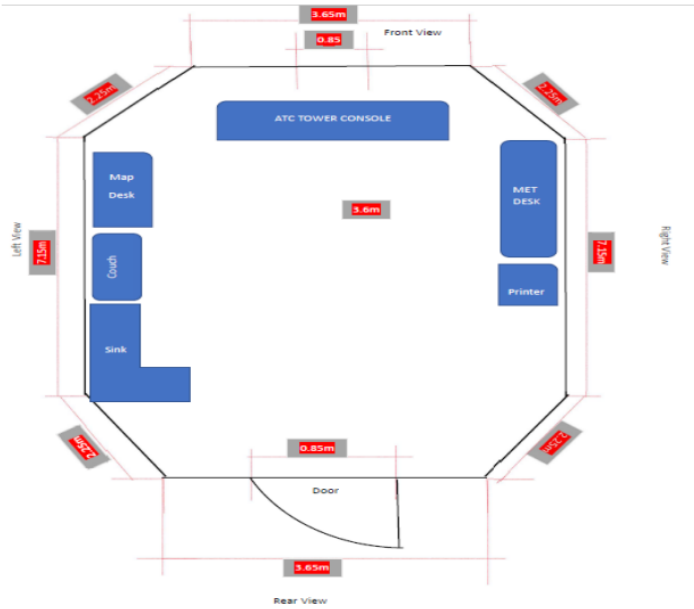 3.65m
Front View
0.85
2.25m
2.25m
ATC TOWER CONSOLE
Map
Desk
MET
DESK
3.6m
Left View
7.15m
Couch
7.15m
Right View
Printer
Sink
2.25m
0.85m
2.25m
Door
3.65m
Rear View